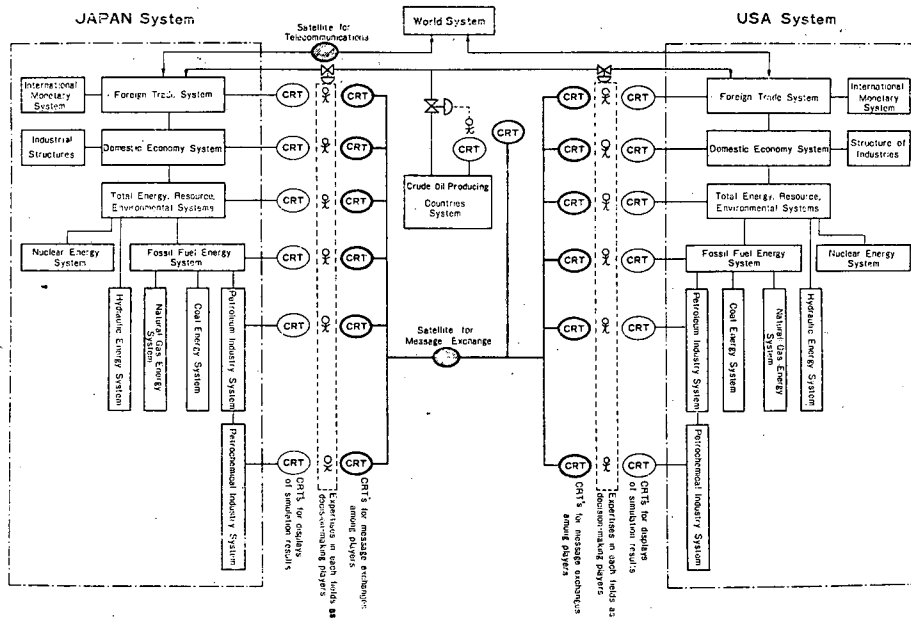 JAPAN System
Satellite for
Telecommunications
World System
USA System
International
Monetary
System
Foreign Trade System
CRT
CRT
CRT
CRT
Foreign Trade System
International
Monetary
System
Industrial
Structures
Domestic Economy System
CRT
CRT
CRT
CRT
CRT
CRT
Domestic Economy System
Structure of
Industries
Total Energy, Resource,
Environmental Systems
CRT
CRT
Crude Oil Producing
Countries
System
CRT
CRT
Total Energy, Resource,
Environmental Systems
Nuclear Energy
System
Fossil Fuel Energy
System
CRT
CRT
CRT
CRT
Fossil Fuel Energy
System
Nuclear Energy
System
Hydraulic Energy System
Natural Gas Energy
System
Coal Energy System
Petroleum Industry System
CRT
CRT
Satellite for
Message Exchange
CRT
CRT
Petroleum Industry System
Coal Energy System
Natural Gas Energy
System
Hydraulic Energy System
Petrochemical Industry System
CRT
CRT
CRT
CRT
Petrochemical Industry System
CRT's for displays
of simulation results
Expertises in each fields as
decision-making players
CRT's for message exchanges
among players
CRT's for message exchanges
among players
Expertises in each fields as
decision-making players
CRT's for displays
of simulation results